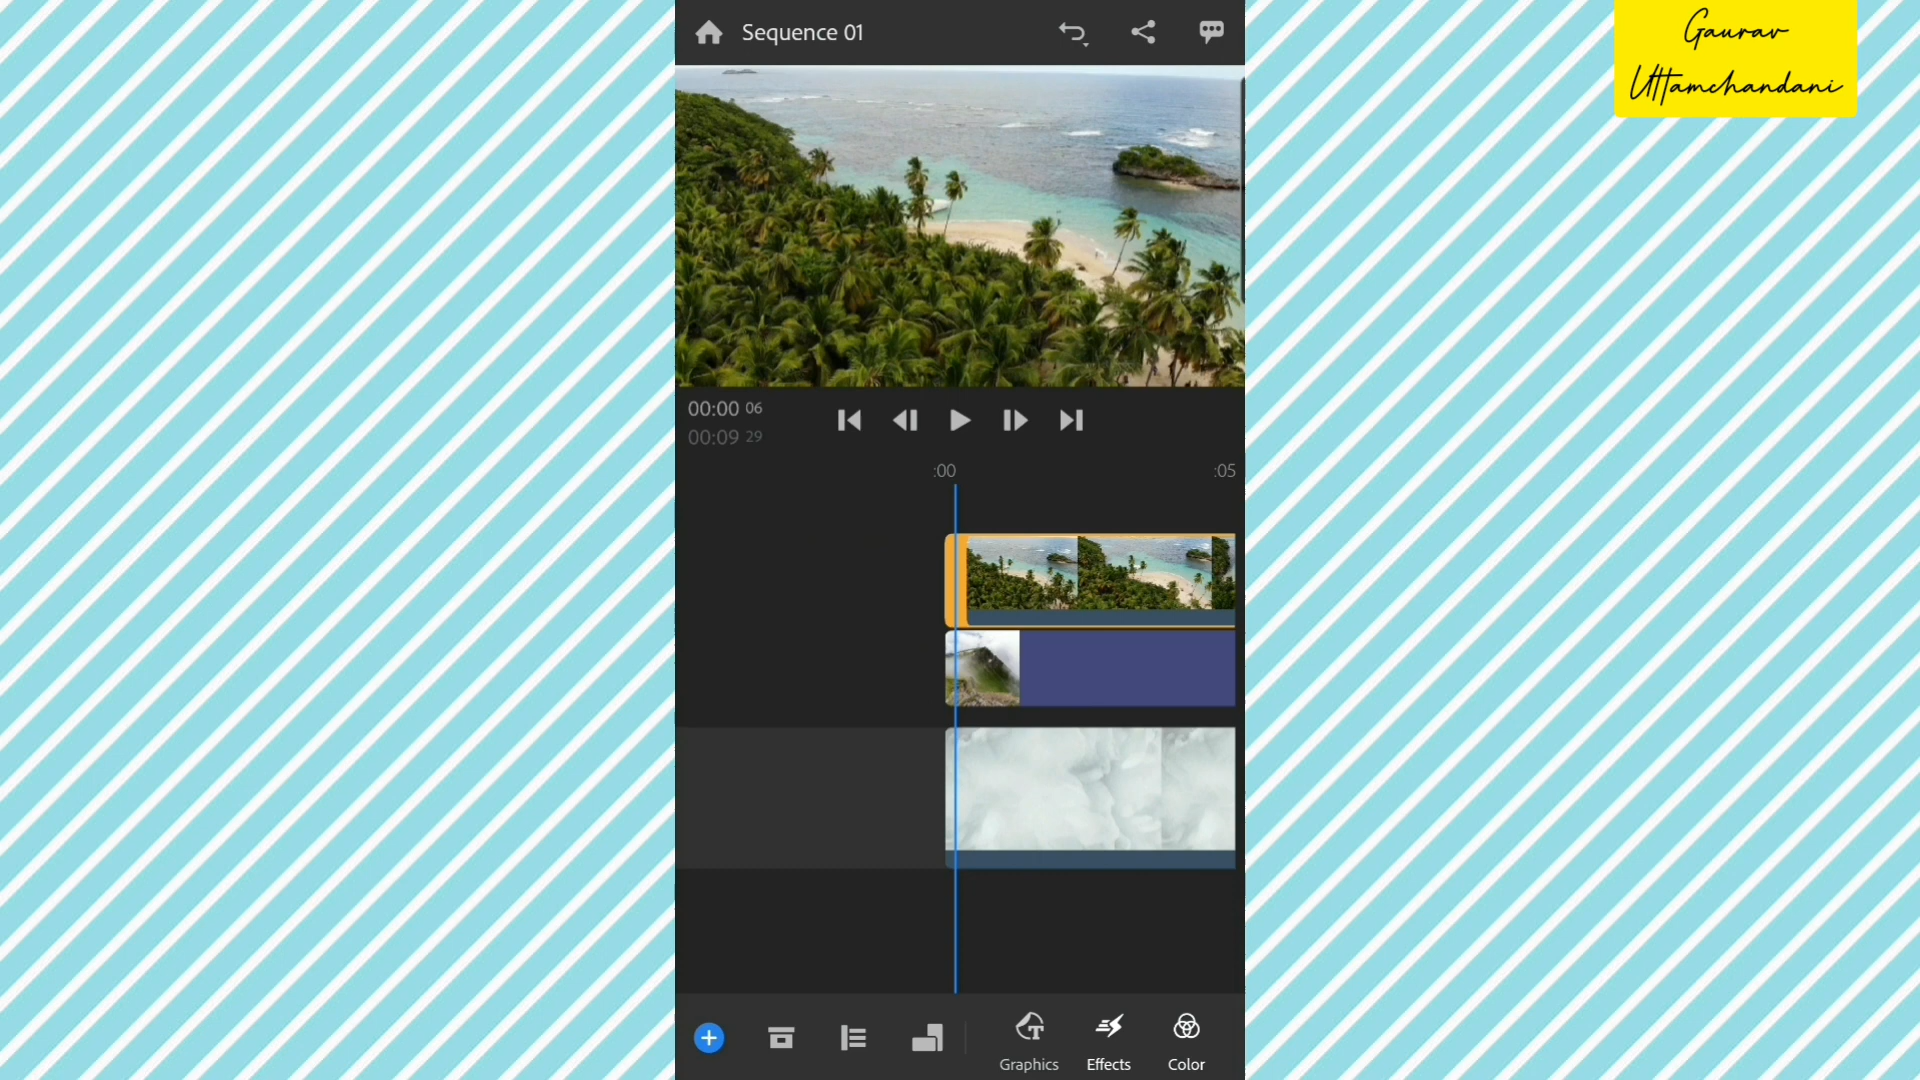 Gaurav
Uttamchandani
Sequence 01
00:00 06
00:09 29
:00 :05
Graphics Effects Color